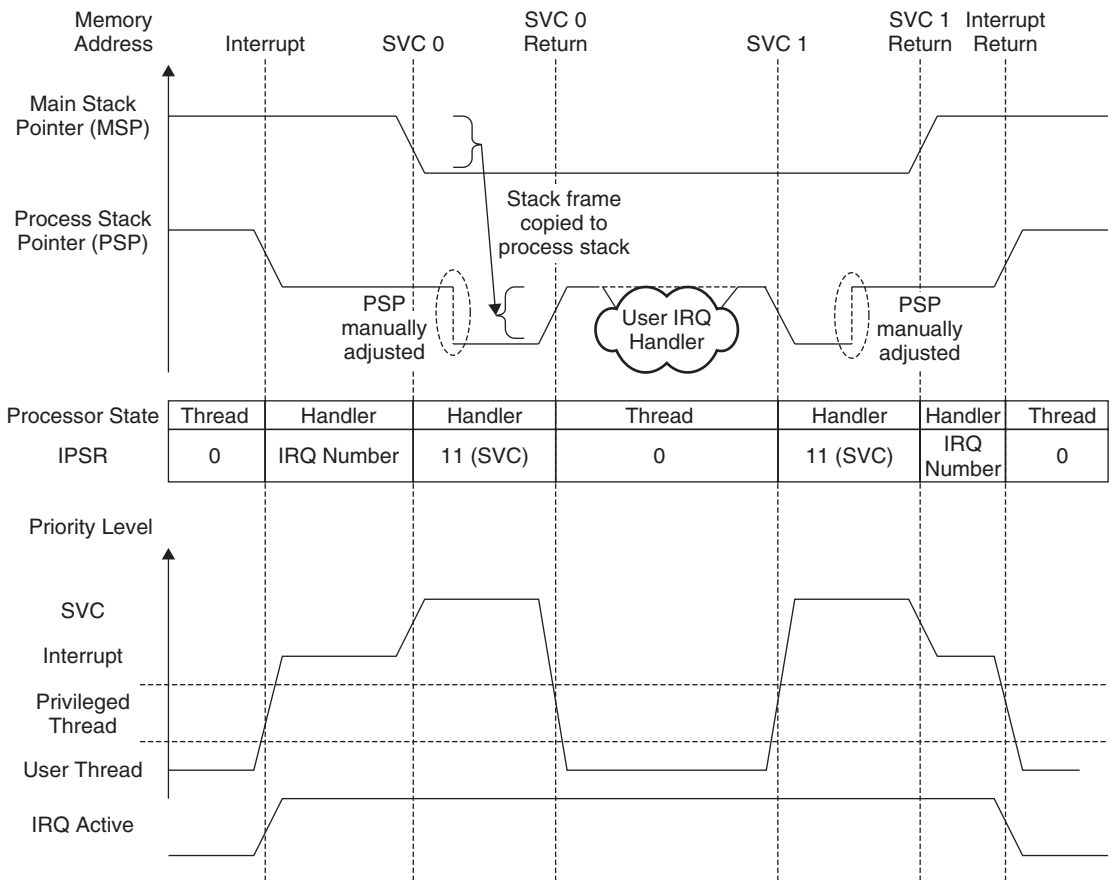 Memory
Address
Interrupt
SVC 0
SVC 0
Return
SVC 1
SVC 1
Return
Interrupt
Return
Main Stack
Pointer (MSP)
Stack frame
copied to
process stack
Process Stack
Pointer (PSP)
PSP
manually
adjusted
User IRQ
Handler
PSP
manually
adjusted
Processor State
Thread
Handler
Handler
Thread
Handler
Handler
Thread
IPSR
0
IRQ Number
11 (SVC)
0
11 (SVC)
IRQ
Number
0
Priority Level
SVC
Interrupt
Privileged
Thread
User Thread
IRQ Active